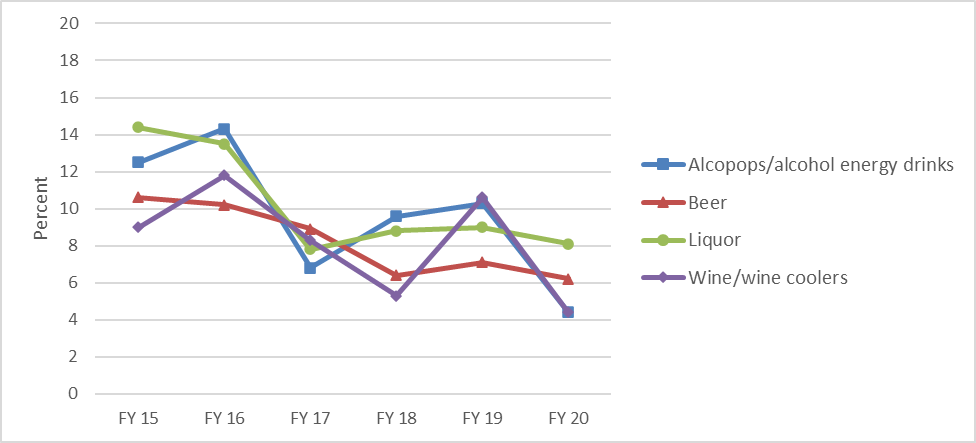 20
18
16
14
12
10
8
6
4
2
0
Percent
FY 15 FY 16 FY 17 FY 18 FY 19 FY 20
Alcopops/alcohol energy drinks
Beer
Liquor
Wine/wine coolers